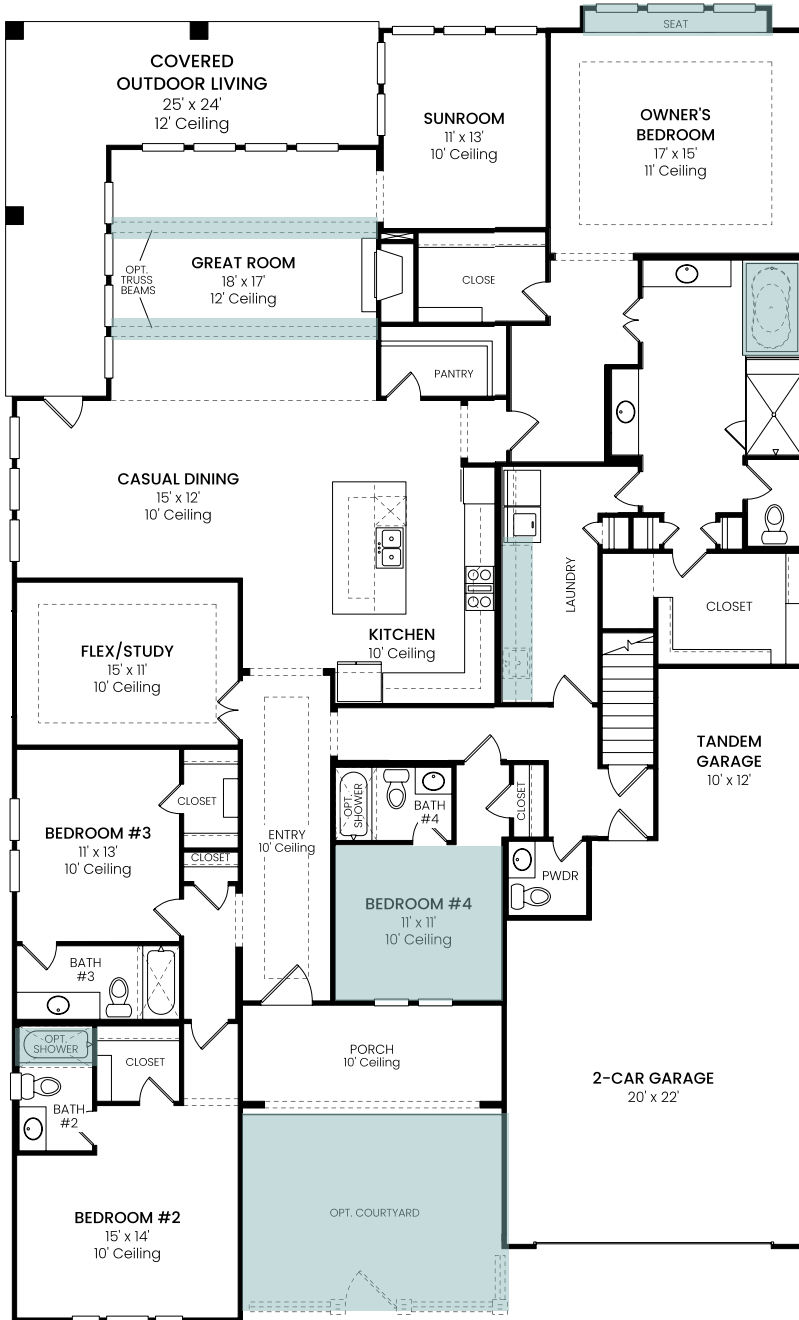 SEAT
COVERED
OUTDOOR LIVING
25' x 24'
12' Ceiling
SUNROOM
11' x 13'
10' Ceiling
OWNER'S
BEDROOM
17' x 15'
11' Ceiling
OPT.
TRUSS
BEAMS
GREAT ROOM
18' x 17'
12' Ceiling
CLOSE
PANTRY
CASUAL DINING
15' x 12'
10' Ceiling
KITCHEN
10' Ceiling
LAUNDRY
CLOSET
FLEX/STUDY
15' x 11'
10' Ceiling
TANDEM
GARAGE
10' x 12'
CLOSET
OPT.
SHOWER
BATH
#4
CLOSET
BEDROOM #3
11' x 13'
10' Ceiling
ENTRY
10' Ceiling
CLOSET
PWDR
BEDROOM #4
11' x 11'
10' Ceiling
BATH
#3
OPT.
SHOWER
CLOSET
PORCH
10' Ceiling
2-CAR GARAGE
20' x 22'
BATH
#2
BEDROOM #2
15' x 14'
10' Ceiling
OPT. COURTYARD